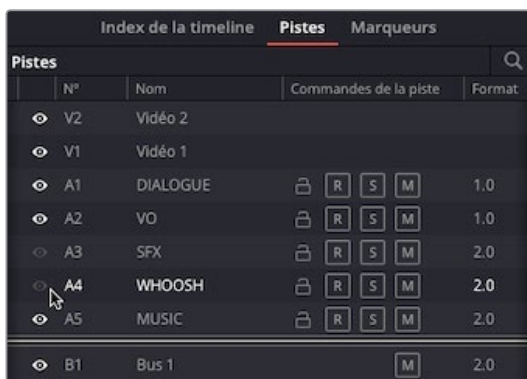 Index de la timeline Pistes Marqueurs
Pistes
N° Nom Commandes de la piste Format
V2 Vidéo 2
V1 Vidéo 1
A1 DIALOGUE R S M 1.0
A2 VO R S M 1.0
A3 SFX R S M 2.0
A4 WHOOSH R S M 2.0
A5 MUSIC R S M 2.0
B1 Bus 1 M 2.0